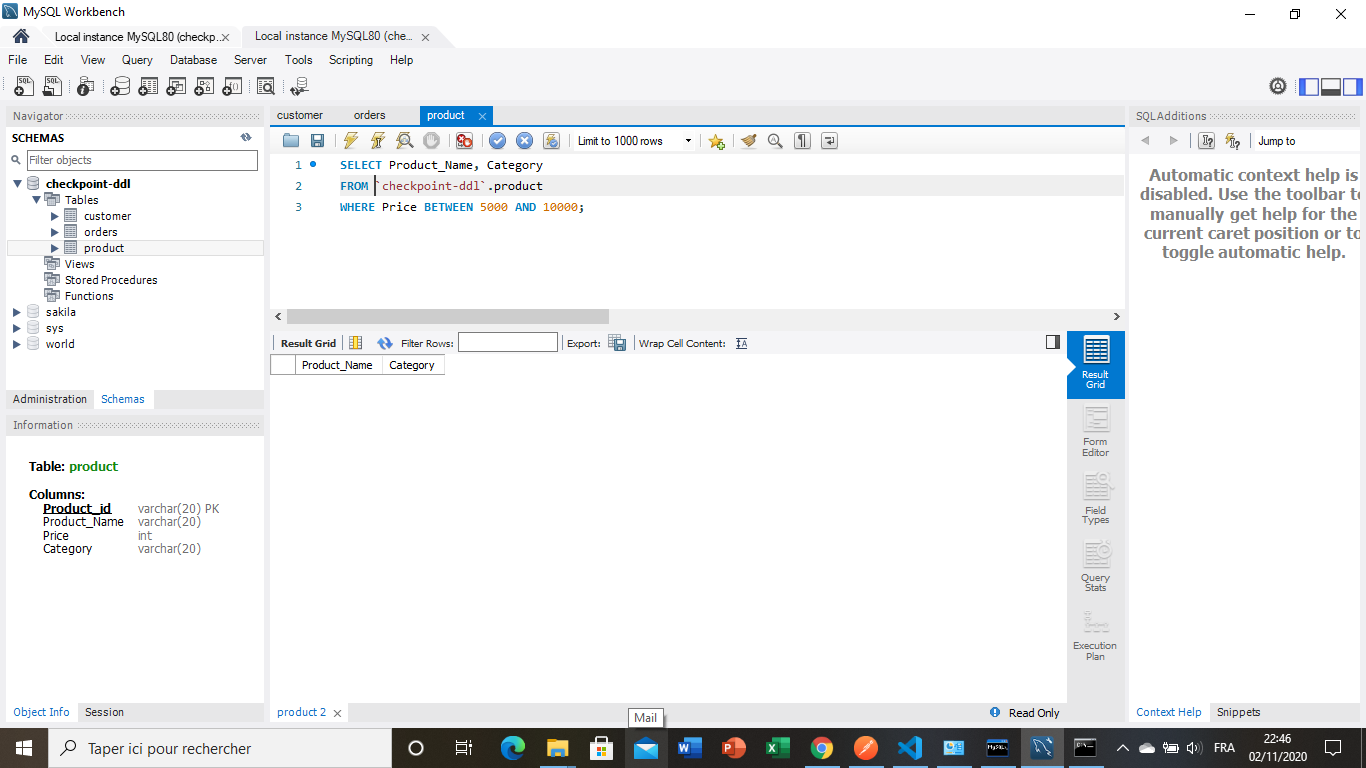 MySQL Workbench
Local instance MySQL80 (checkp... Local instance MySQL80 (che...
File Edit View Query Database Server Tools Scripting Help
Navigator
SCHEMAS
Filter objects
checkpoint-ddl
Tables
customer
orders
product
Views
Stored Procedures
Functions
sakila
sys
world
Administration Schemas
Information
Table: product
Columns:
Product_id varchar(20) PK
Product_Name varchar(20)
Price int
Category varchar(20)
Object Info Session
customer orders product
Limit to 1000 rows
1 SELECT Product_Name, Category
2 FROM `checkpoint-ddl`.product
3 WHERE Price BETWEEN 5000 AND 10000;
Result Grid Filter Rows: Export: Wrap Cell Content:
Product_Name Category
Result
Grid
Form
Editor
Field
Types
Query
Stats
Execution
Plan
product 2 Read Only
SQLAdditions
Jump to
Automatic context help is
disabled. Use the toolbar to
manually get help for the
current caret position or to
toggle automatic help.
Context Help Snippets
Mail
Taper ici pour rechercher
FRA
22:46
02/11/2020